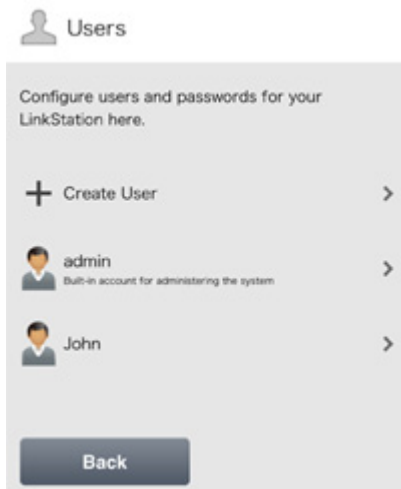 Users
Configure users and passwords for your
LinkStation here.
Create User
admin
Built-in account for administering the system
John
Back